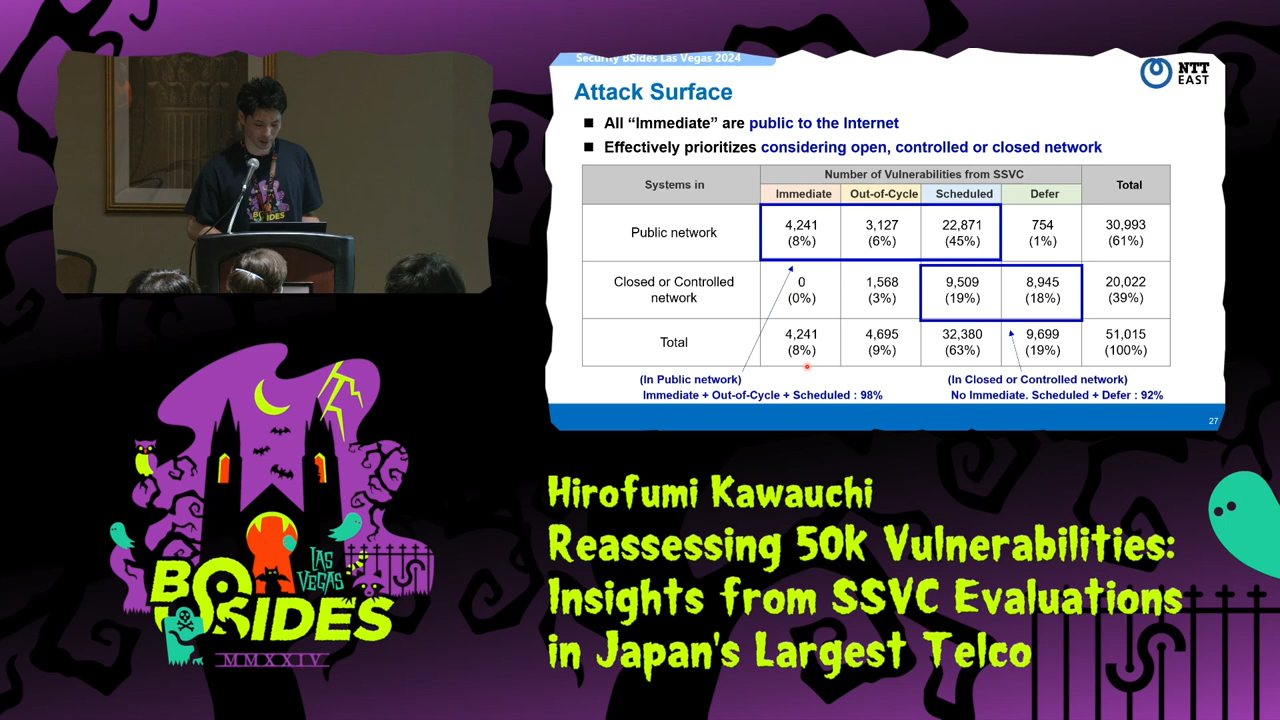 Security BSides Las Vegas 2024
NTT
EAST
Attack Surface
■ All “Immediate” are public to the Internet
■ Effectively prioritizes considering open, controlled or closed network
Systems in
Number of Vulnerabilities from SSVC
Total
Immediate Out-of-Cycle Scheduled Defer
Public network
4,241 3,127 22,871 754 30,993
(8%) (6%) (45%) (1%) (61%)
Closed or Controlled
network
0 1,568 9,509 8,945 20,022
(0%) (3%) (19%) (18%) (39%)
Total
4,241 4,695 32,380 9,699 51,015
(8%) (9%) (63%) (19%) (100%)
(In Public network)
Immediate + Out-of-Cycle + Scheduled : 98%
(In Closed or Controlled network)
No Immediate. Scheduled + Defer : 92%
27
BSIDES
LAS
VEGAS
BSIDES
MMXXIV
Hirofumi Kawauchi
Reassessing 50k Vulnerabilities:
Insights from SSVC Evaluations
in Japan's Largest Telco